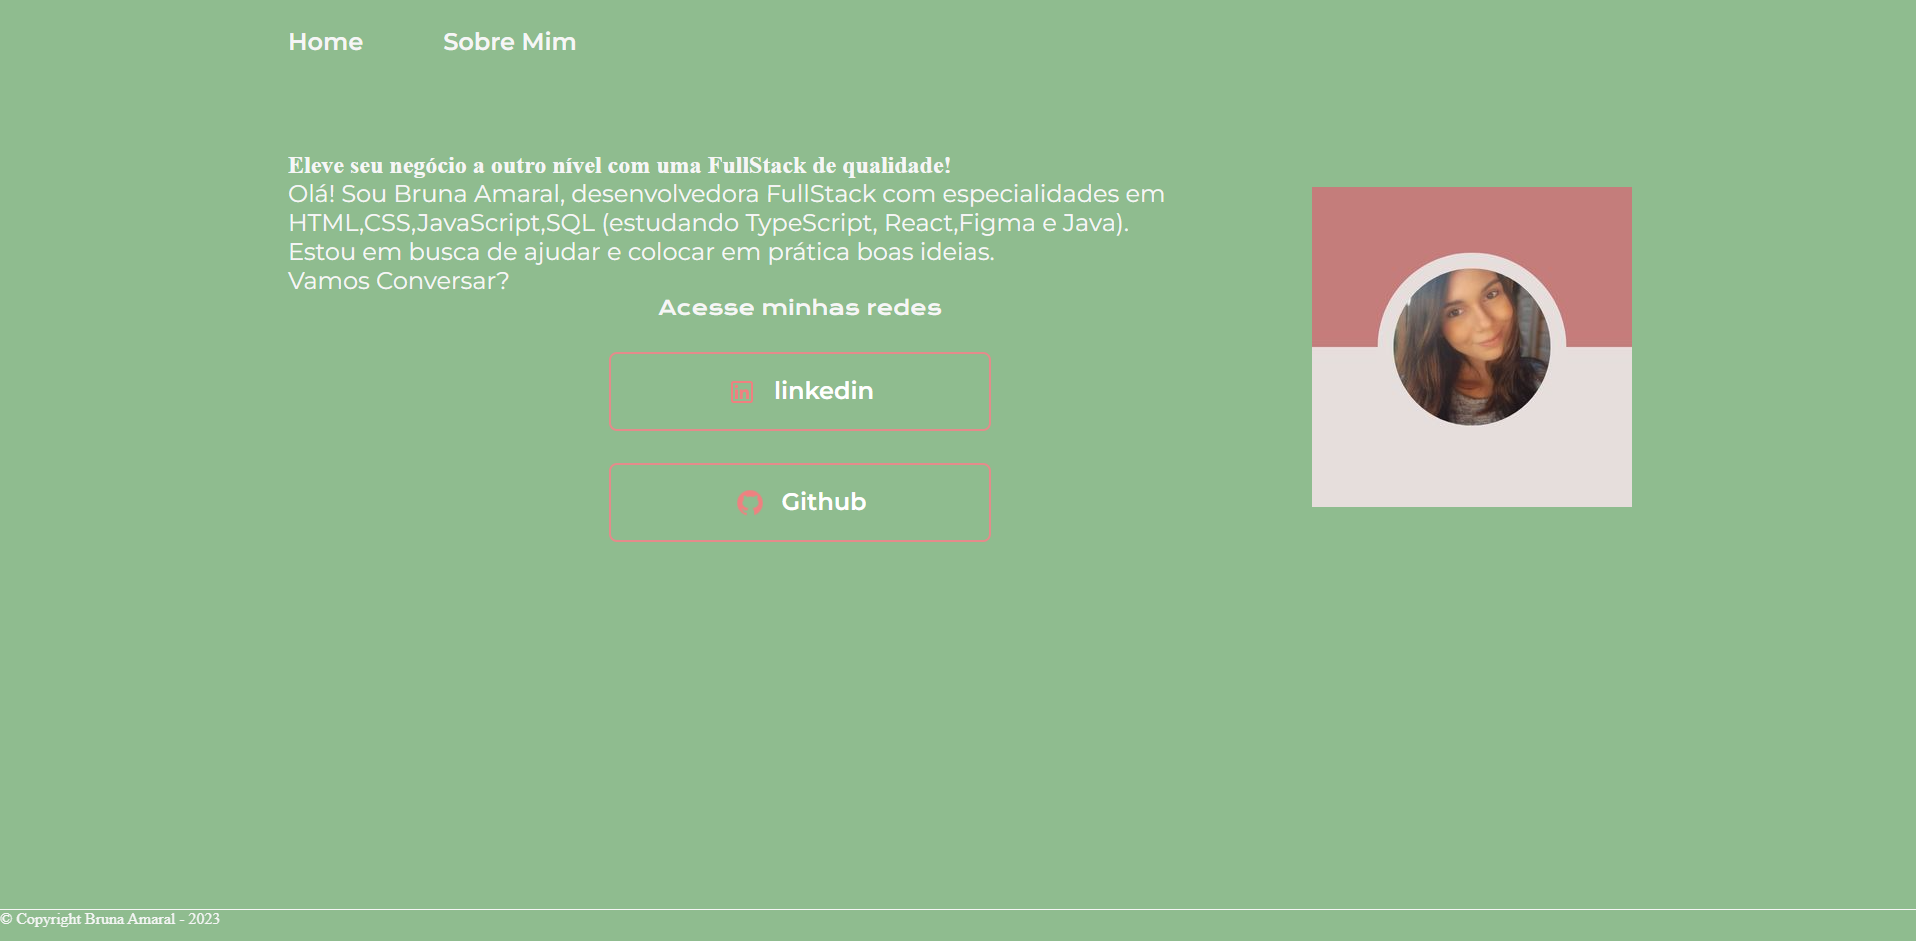 Home
Sobre Mim
Eleve seu negócio a outro nível com uma FullStack de qualidade!
Olá! Sou Bruna Amaral, desenvolvedora FullStack com especialidades em
HTML,CSS,JavaScript,SQL (estudando TypeScript, React,Figma e Java).
Estou em busca de ajudar e colocar em prática boas ideias.
Vamos Conversar?
Acesse minhas redes
in
linkedin
Github
© Copyright Bruna Amaral - 2023